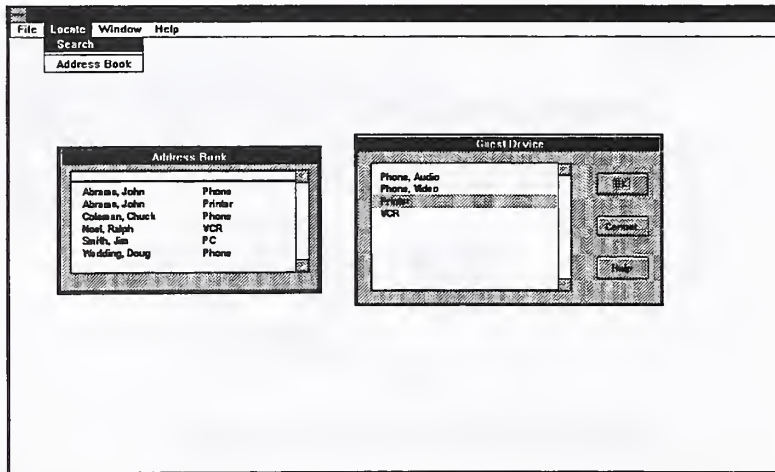 File Locate Window Help
Search
Address Book
Address Book
Abrams, John Phone
Abrams, John Printer
Coleman, Chuck Phone
Noel, Ralph VCR
Smith, Jim PC
Wedding, Doug Phone
Guest Device
Phone, Audio
Phone, Video
Printer
VCR
OK
Cancel
Help